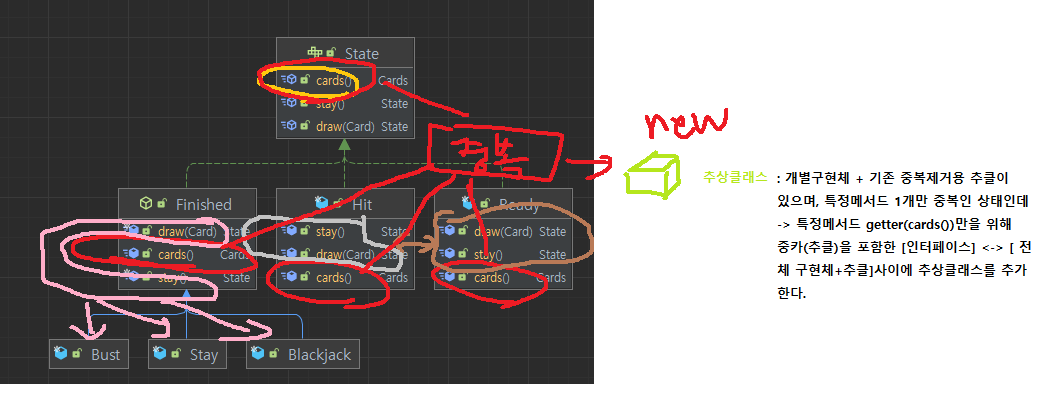 State
cards() Cards
stay() State
draw(Card) State
중복
new
추상클래스 : 개별구현체 + 기존 중복제거용 추클이
있으며, 특정메서드 1개만 중복인 상태인데
-> 특정메서드 getter(cards())만을 위해
중카(추클)을 포함한 [인터페이스] <-> [ 전
체 구현체+추클]사이에 추상클래스를 추가
한다.
Finished
draw(Card) State
cards() Cards
stay() State
Hit
stay() State
draw(Card) State
cards() Cards
Ready
draw(Card) State
stay() State
cards() Cards
Bust
Stay
Blackjack